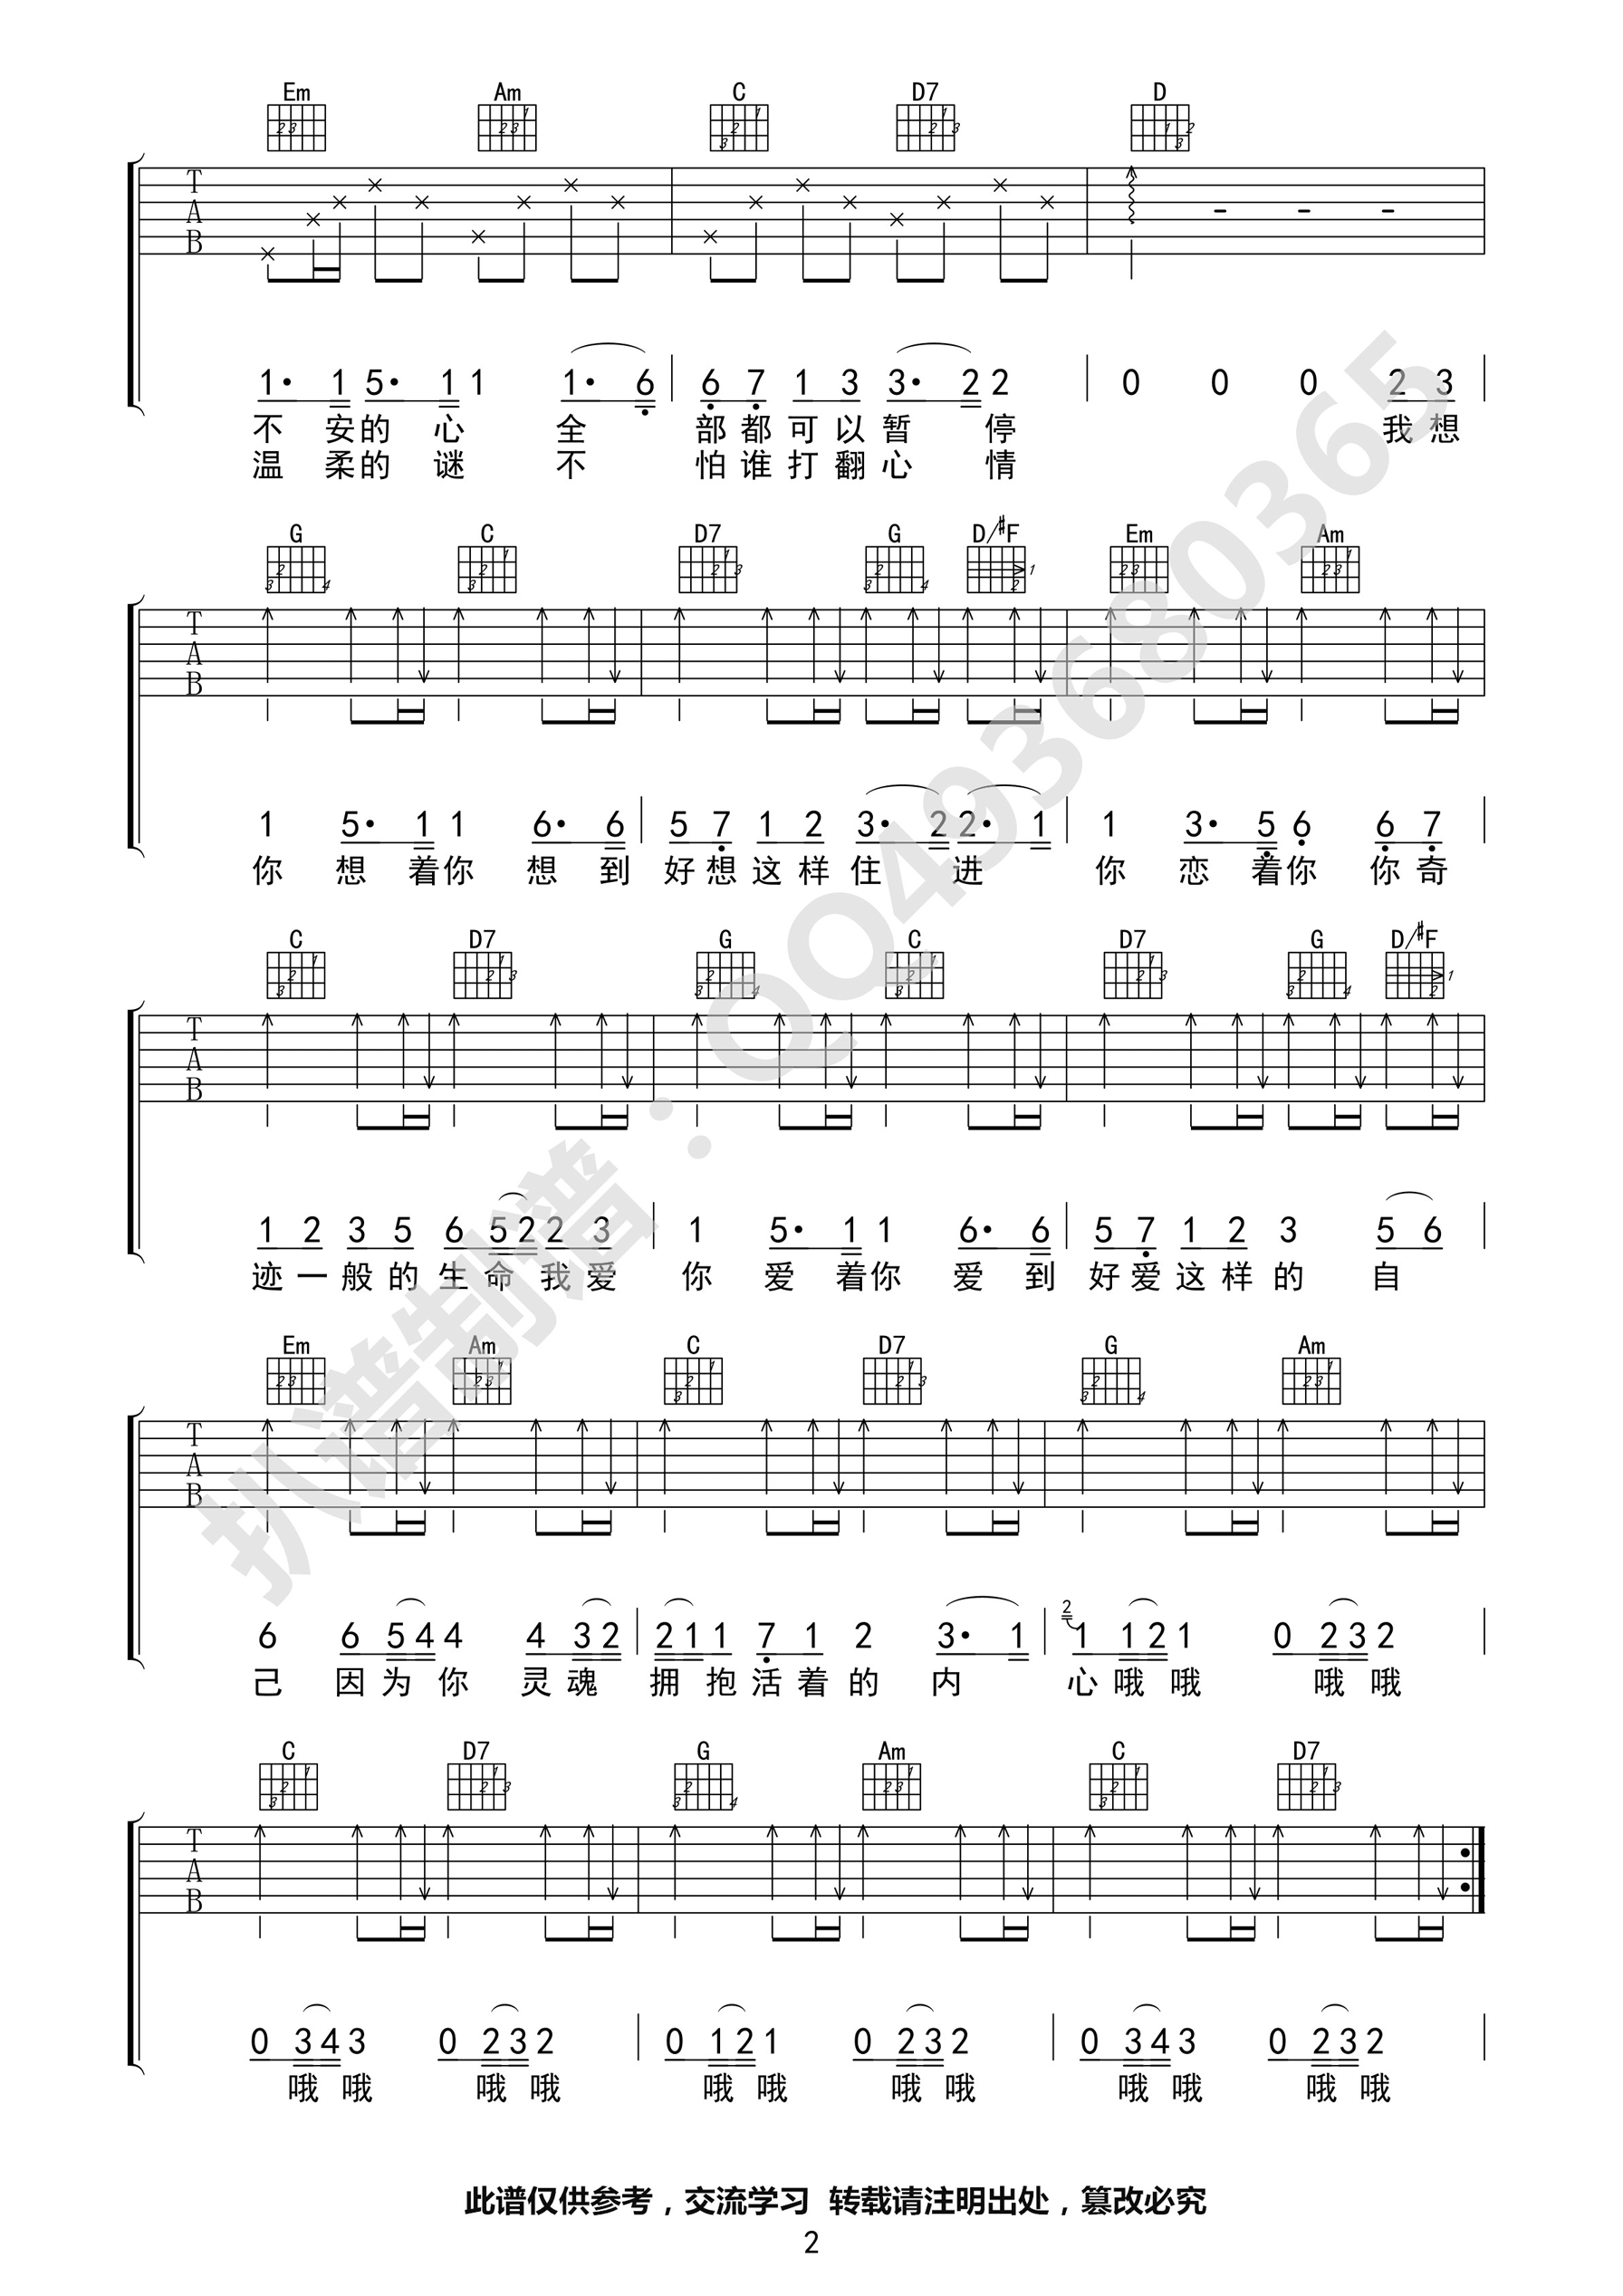 Em Am C D7 D
T A B
1· 1 5· 1 1 1· 6 6 7 1 3 3· 2 2 0 0 0 2 3
不 安的 心 全 部都可以暂 停 我想
温 柔的 谜 不 怕谁打翻心 情
G C D7 G D/#F Em Am
T A B
1 5· 1 1 6· 6 5 7 1 2 3· 2 2· 1 1 3· 5 6 6 7
你 想 着你 想 到 好想这样住 进 你 恋 着你 你奇
C D7 G C D7 G D/#F
T A B
1 2 3 5 6 5 2 2 3 1 5· 1 1 6· 6 5 7 1 2 3 5 6
迹一般的生命我爱 你 爱 着你 爱 到 好爱这样的 自
Em Am C D7 G Am
T A B
6 6 5 4 4 4 3 2 2 1 1 7 1 2 3· 1 2 1 1 2 1 0 2 3 2
己 因为你 灵魂 拥抱活着的 内 心哦哦 哦哦
C D7 G Am C D7
T A B
0 3 4 3 0 2 3 2 0 1 2 1 0 2 3 2 0 3 4 3 0 2 3 2
哦哦 哦哦 哦哦 哦哦 哦哦 哦哦
扒谱制谱：QQ493680365
此谱仅供参考，交流学习 转载请注明出处，篡改必究
2